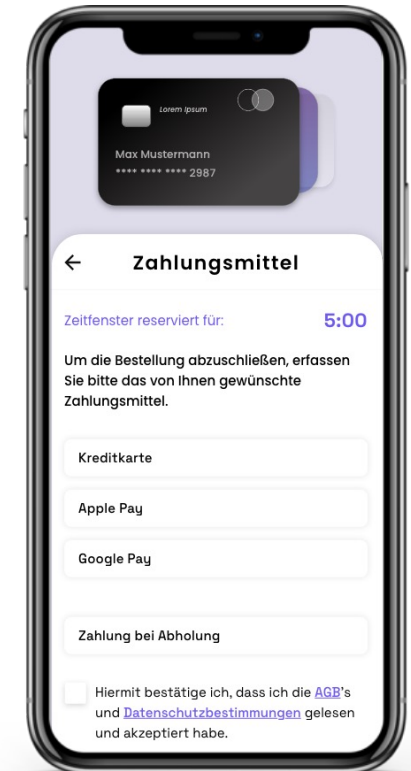 Lorem Ipsum
Max Mustermann
**** **** **** 2987
Zahlungsmittel
Zeitfenster reserviert für: 5:00
Um die Bestellung abzuschließen, erfassen
Sie bitte das von Ihnen gewünschte
Zahlungsmittel.
Kreditkarte
Apple Pay
Google Pay
Zahlung bei Abholung
Hiermit bestätige ich, dass ich die AGB's
und Datenschutzbestimmungen gelesen
und akzeptiert habe.